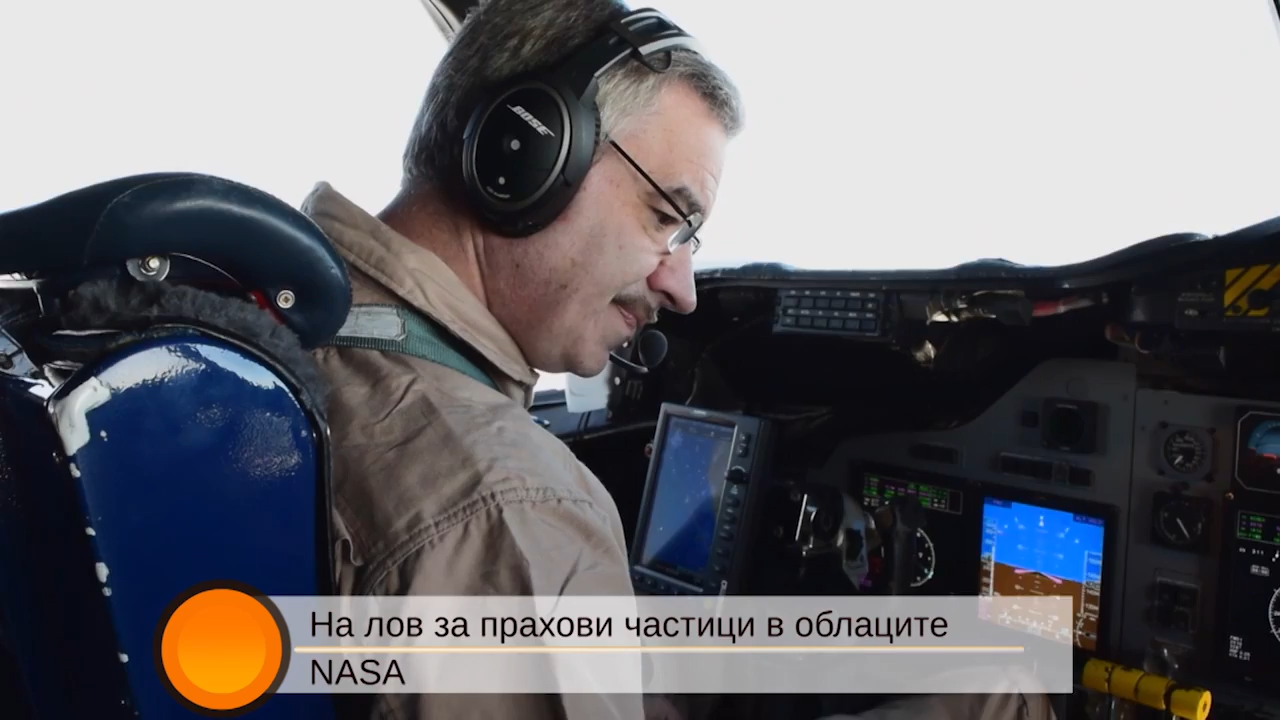 BOSE
На лов за прахови частици в облаците
NASA